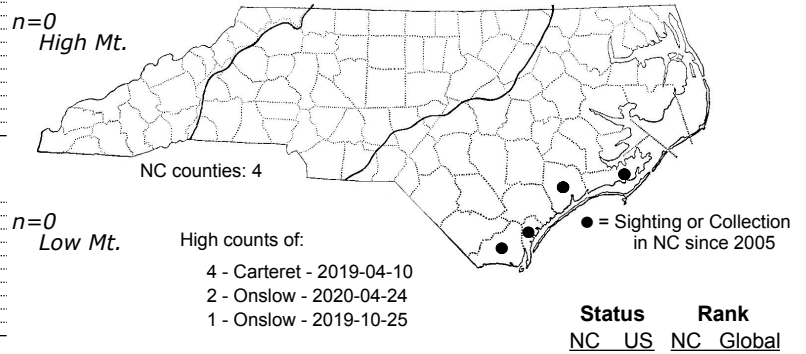 n=0
High Mt.
NC counties: 4
n=0
Low Mt.
High counts of:
4 - Carteret - 2019-04-10
2 - Onslow - 2020-04-24
1 - Onslow - 2019-10-25
● = Sighting or Collection
in NC since 2005
Status Rank
NC US NC Global